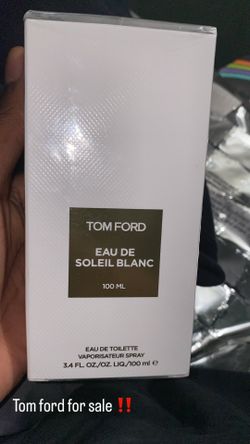 TOM FORD
EAU DE
SOLEIL BLANC
100 ML
EAU DE TOILETTE
VAPORISATEUR SPRAY
3.4 FL. OZ./OZ. LIQ./100 ml ℮
Tom ford for sale ‼️